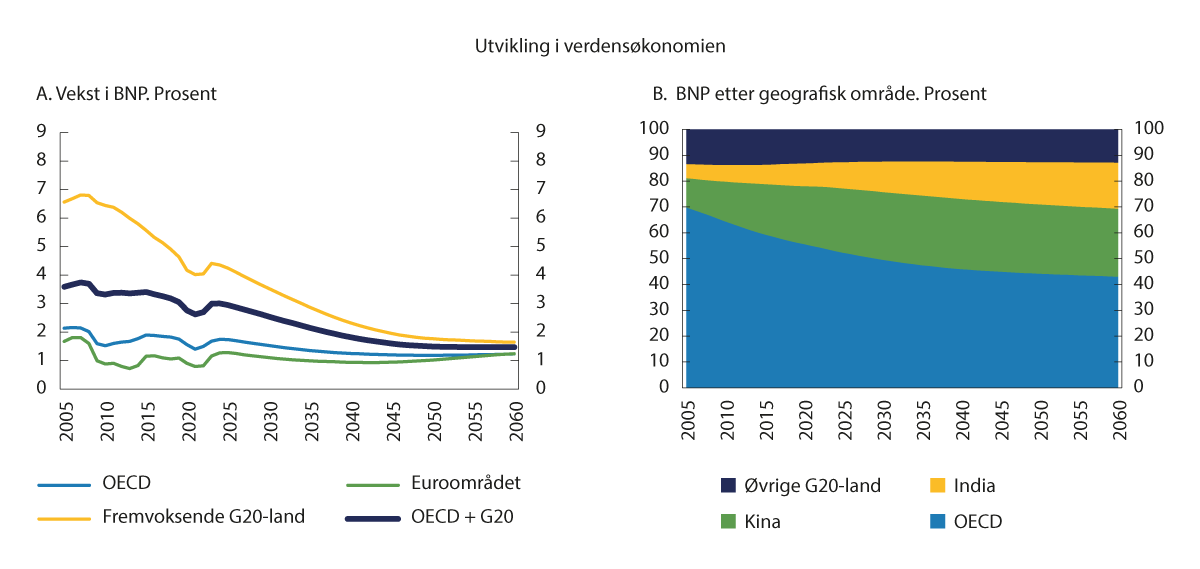 Utvikling i verdensøkonomien
A. Vekst i BNP. Prosent
9 9
8 8
7 7
6 6
5 5
4 4
3 3
2 2
1 1
0 0
2005 2010 2015 2020 2025 2030 2035 2040 2045 2050 2055 2060
OECD
Euroområdet
Fremvoksende G20-land
OECD + G20
B. BNP etter geografisk område. Prosent
100 100
90 90
80 80
70 70
60 60
50 50
40 40
30 30
20 20
10 10
0 0
2005 2010 2015 2020 2025 2030 2035 2040 2045 2050 2055 2060
Øvrige G20-land
India
Kina
OECD